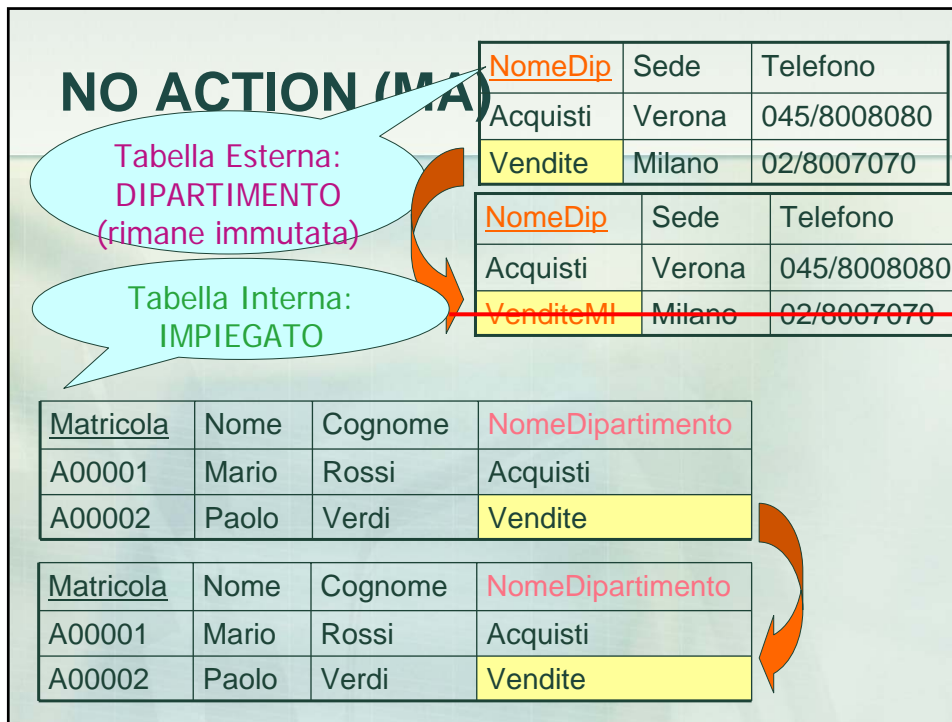 NO ACTION (MA)
NomeDip Sede Telefono
Acquisti Verona 045/8008080
Vendite Milano 02/8007070
Tabella Esterna:
DIPARTIMENTO
(rimane immutata)
NomeDip Sede Telefono
Acquisti Verona 045/8008080
VenditeMI Milano 02/8007070
Tabella Interna:
IMPIEGATO
Matricola Nome Cognome NomeDipartimento
A00001 Mario Rossi Acquisti
A00002 Paolo Verdi Vendite
Matricola Nome Cognome NomeDipartimento
A00001 Mario Rossi Acquisti
A00002 Paolo Verdi Vendite